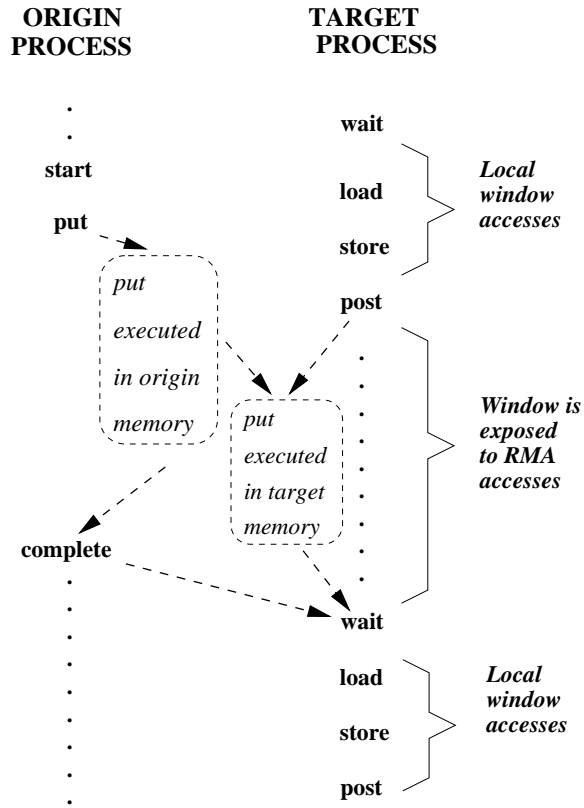 ORIGIN
PROCESS
TARGET
PROCESS
wait
start
load
put
store
Local
window
accesses
post
put
executed
in origin
memory
put
executed
in target
memory
Window is
exposed
to RMA
accesses
complete
wait
load
store
post
Local
window
accesses